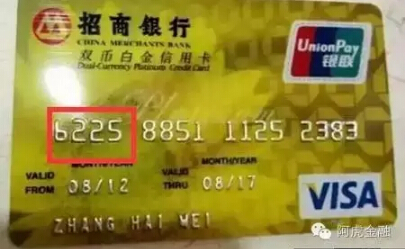 招商银行
CHINA MERCHANTS BANK
双币白金信用卡
Dual-Currency Platinum Credit Card
UnionPay
银联
6225 8851 1125 2383
MONTH/YEAR MONTH/YEAR
VALID FROM 08/12 VALID THRU 08/17
VISA
ZHANG HAI WEI
阿虎金融